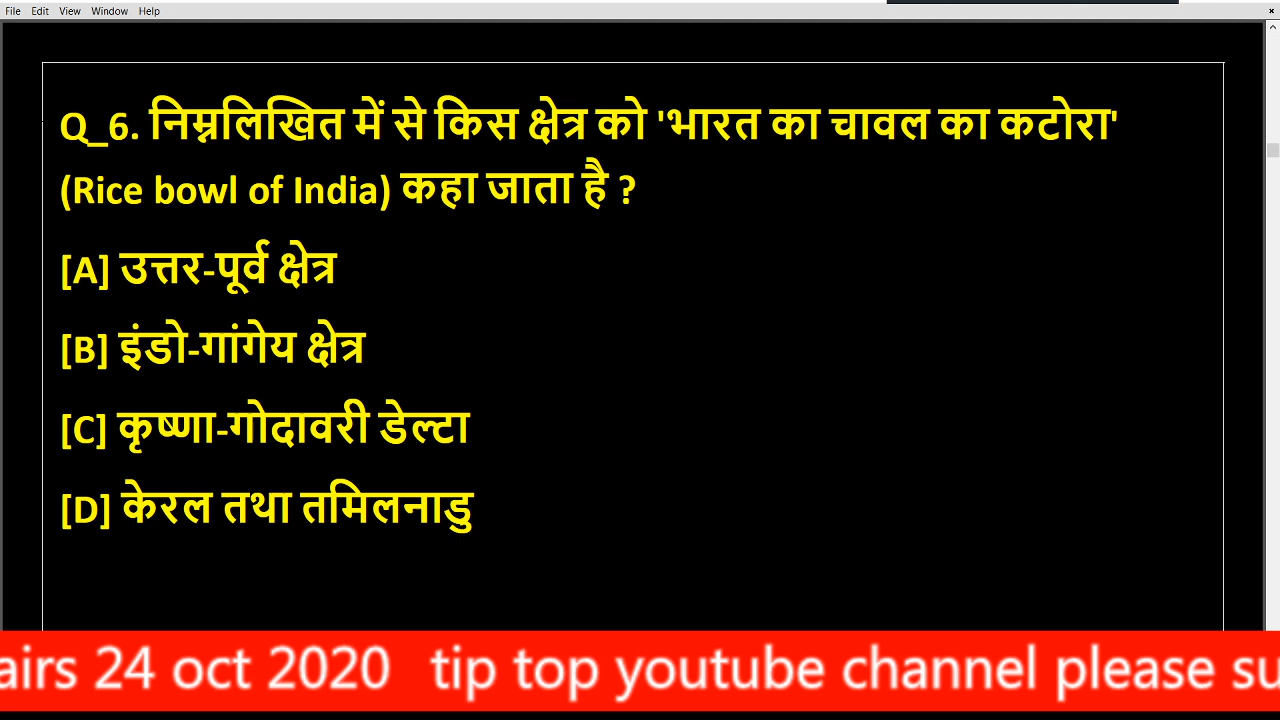 File Edit View Window Help
Q_6. निम्नलिखित में से किस क्षेत्र को 'भारत का चावल का कटोरा'
(Rice bowl of India) कहा जाता है ?
[A] उत्तर-पूर्व क्षेत्र
[B] इंडो-गांगेय क्षेत्र
[C] कृष्णा-गोदावरी डेल्टा
[D] केरल तथा तमिलनाडु
airs 24 oct 2020 tip top youtube channel please su